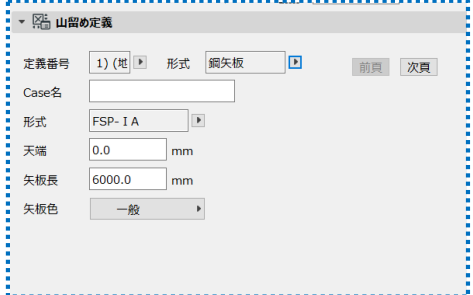 山留め定義
定義番号 1) (地 形式 鋼矢板 前頁 次頁
Case名
形式 FSP-ⅠA
天端 0.0 mm
矢板長 6000.0 mm
矢板色 一般